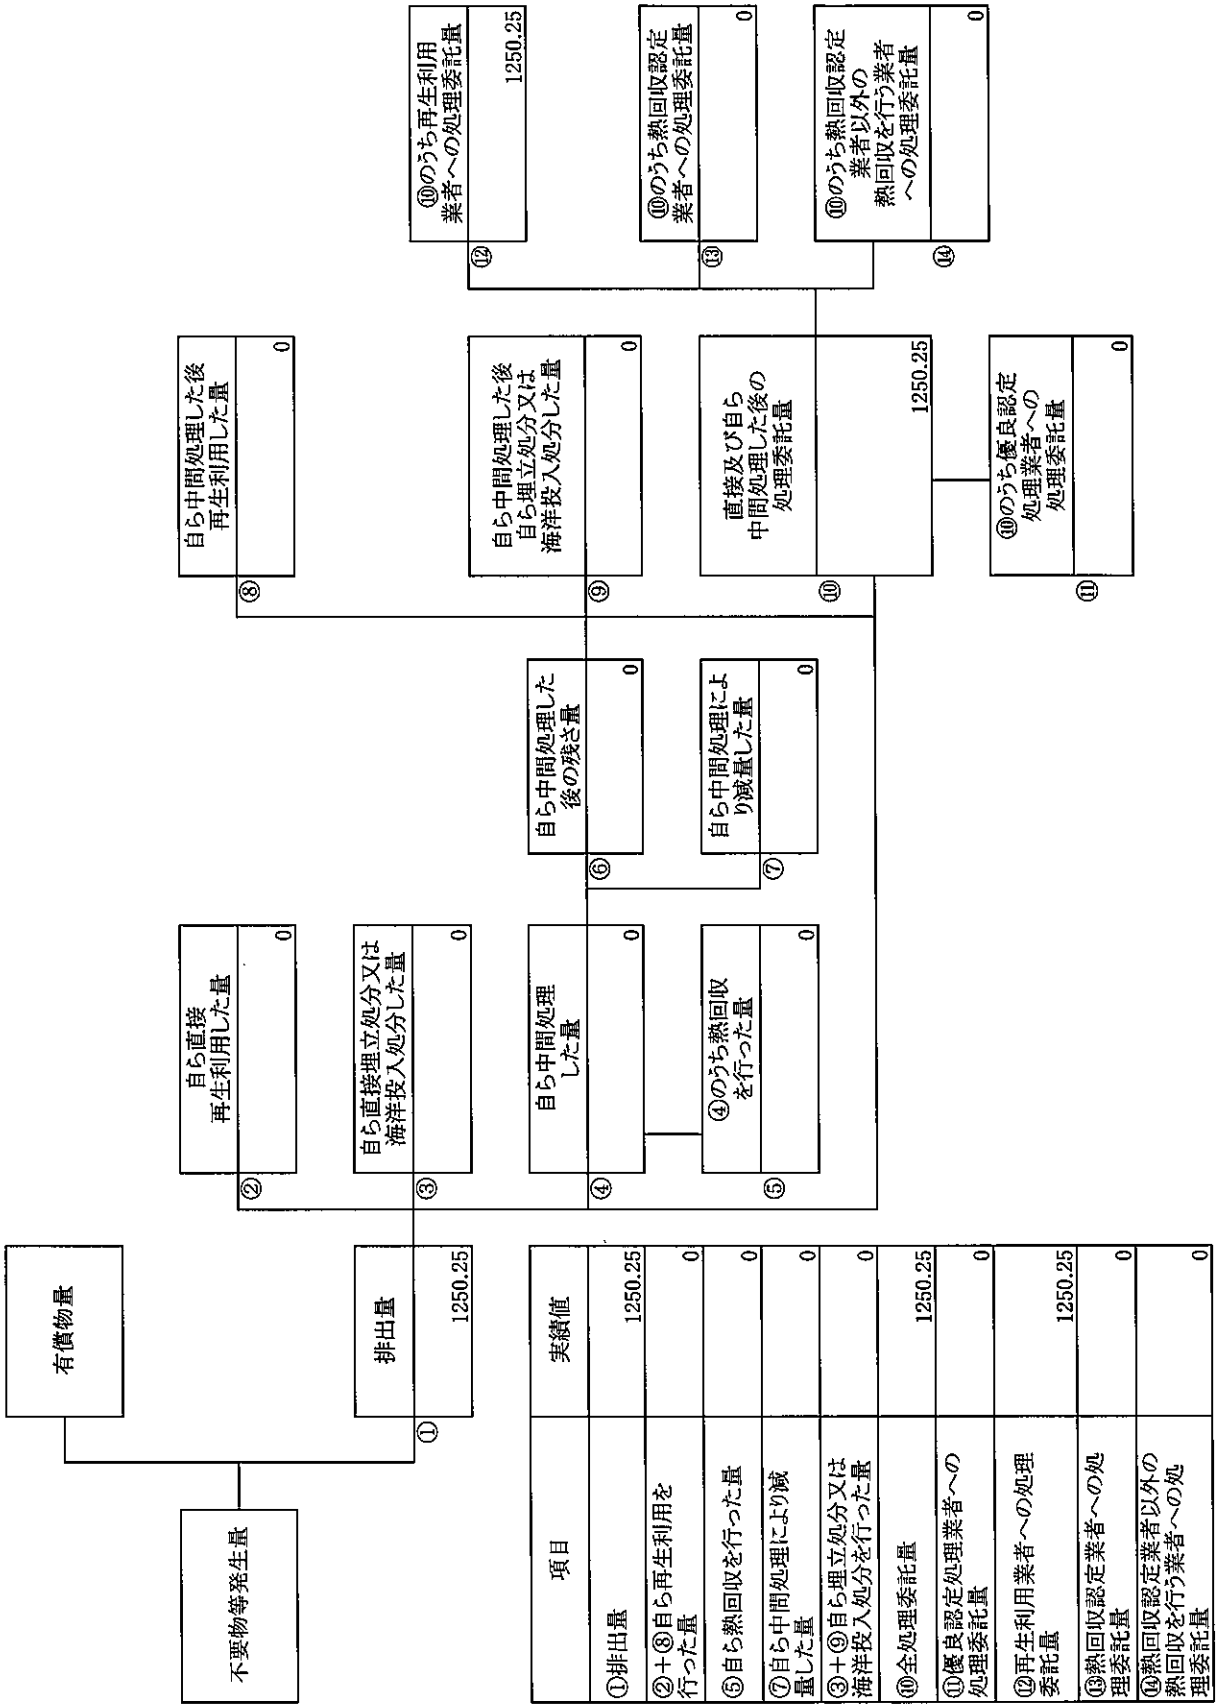 不要物等発生量
有償物量
①
排出量
1250.25
②
自ら直接
再生利用した量
0
③
自ら直接埋立処分又は
海洋投入処分した量
0
④
自ら中間処理
した量
0
⑤
④のうち熱回収
を行った量
0
⑥
自ら中間処理した
後の残さ量
0
⑦
自ら中間処理によ
り減量した量
0
⑧
自ら中間処理した後
再生利用した量
0
⑨
自ら中間処理した後
自ら埋立処分又は
海洋投入処分した量
0
⑩
直接及び自ら
中間処理した後の
処理委託量
1250.25
⑪
⑩のうち優良認定
処理業者への
処理委託量
0
⑫
⑩のうち再生利用
業者への処理委託量
1250.25
⑬
⑩のうち熱回収認定
業者への処理委託量
0
⑭
⑩のうち熱回収認定
業者以外の
熱回収を行う業者
への処理委託量
0
項目 実績値
①排出量 1250.25
②+⑧自ら再生利用を
行った量 0
⑤自ら熱回収を行った量 0
⑦自ら中間処理により減
量した量 0
③+⑨自ら埋立処分又は
海洋投入処分を行った量 0
⑩全処理委託量 1250.25
⑪優良認定処理業者への
処理委託量 0
⑫再生利用業者への処理
委託量 1250.25
⑬熱回収認定業者への処
理委託量 0
⑭熱回収認定業者以外の
熱回収を行う業者への処
理委託量 0